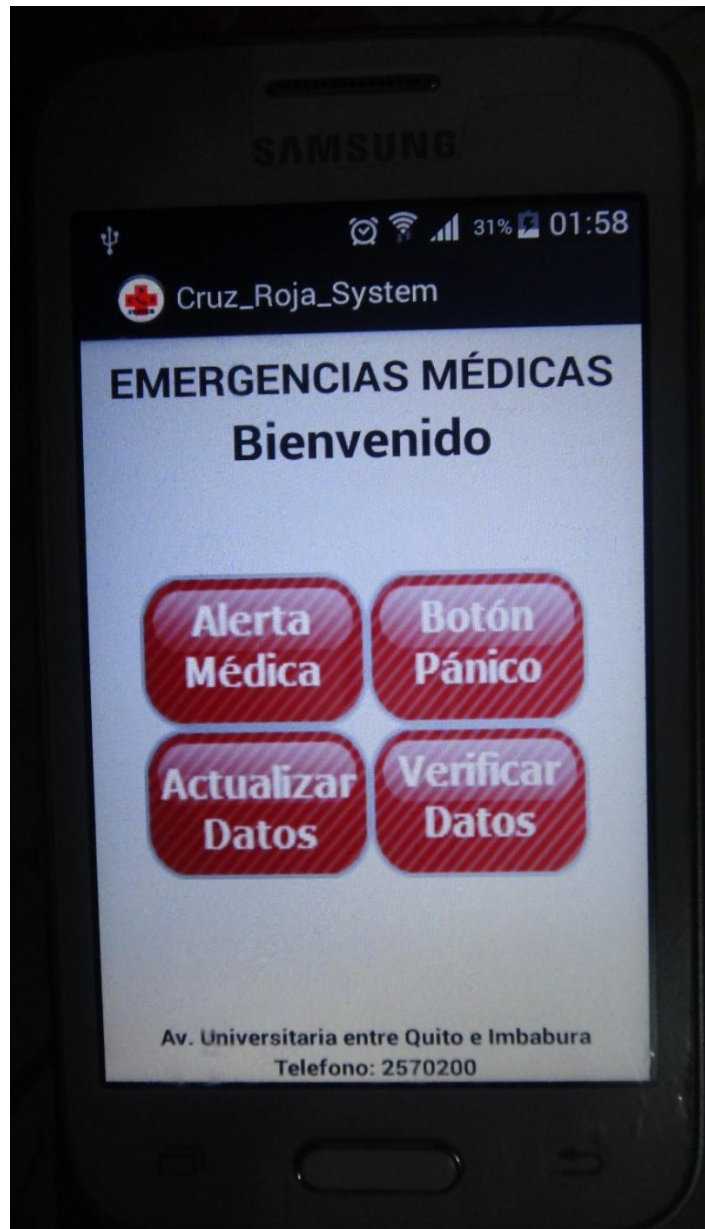 SAMSUNG
31% 01:58
Cruz_Roja_System
EMERGENCIAS MÉDICAS
Bienvenido
Alerta
Médica
Botón
Pánico
Actualizar
Datos
Verificar
Datos
Av. Universitaria entre Quito e Imbabura
Telefono: 2570200